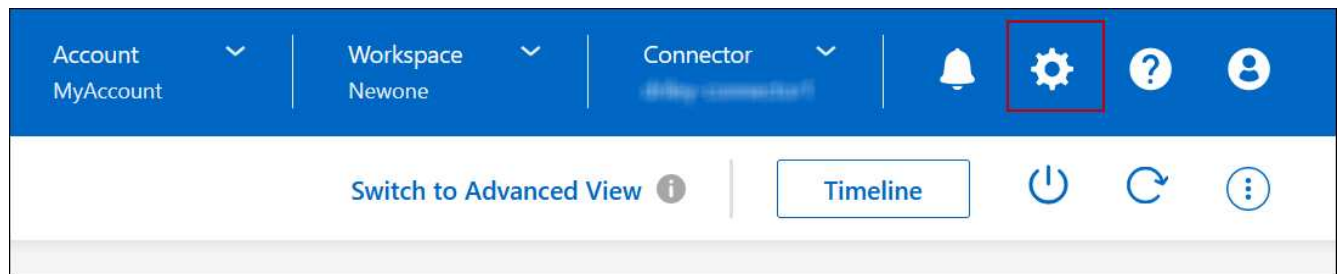 Account
MyAccount
Workspace
Newone
Connector
Switch to Advanced View
Timeline